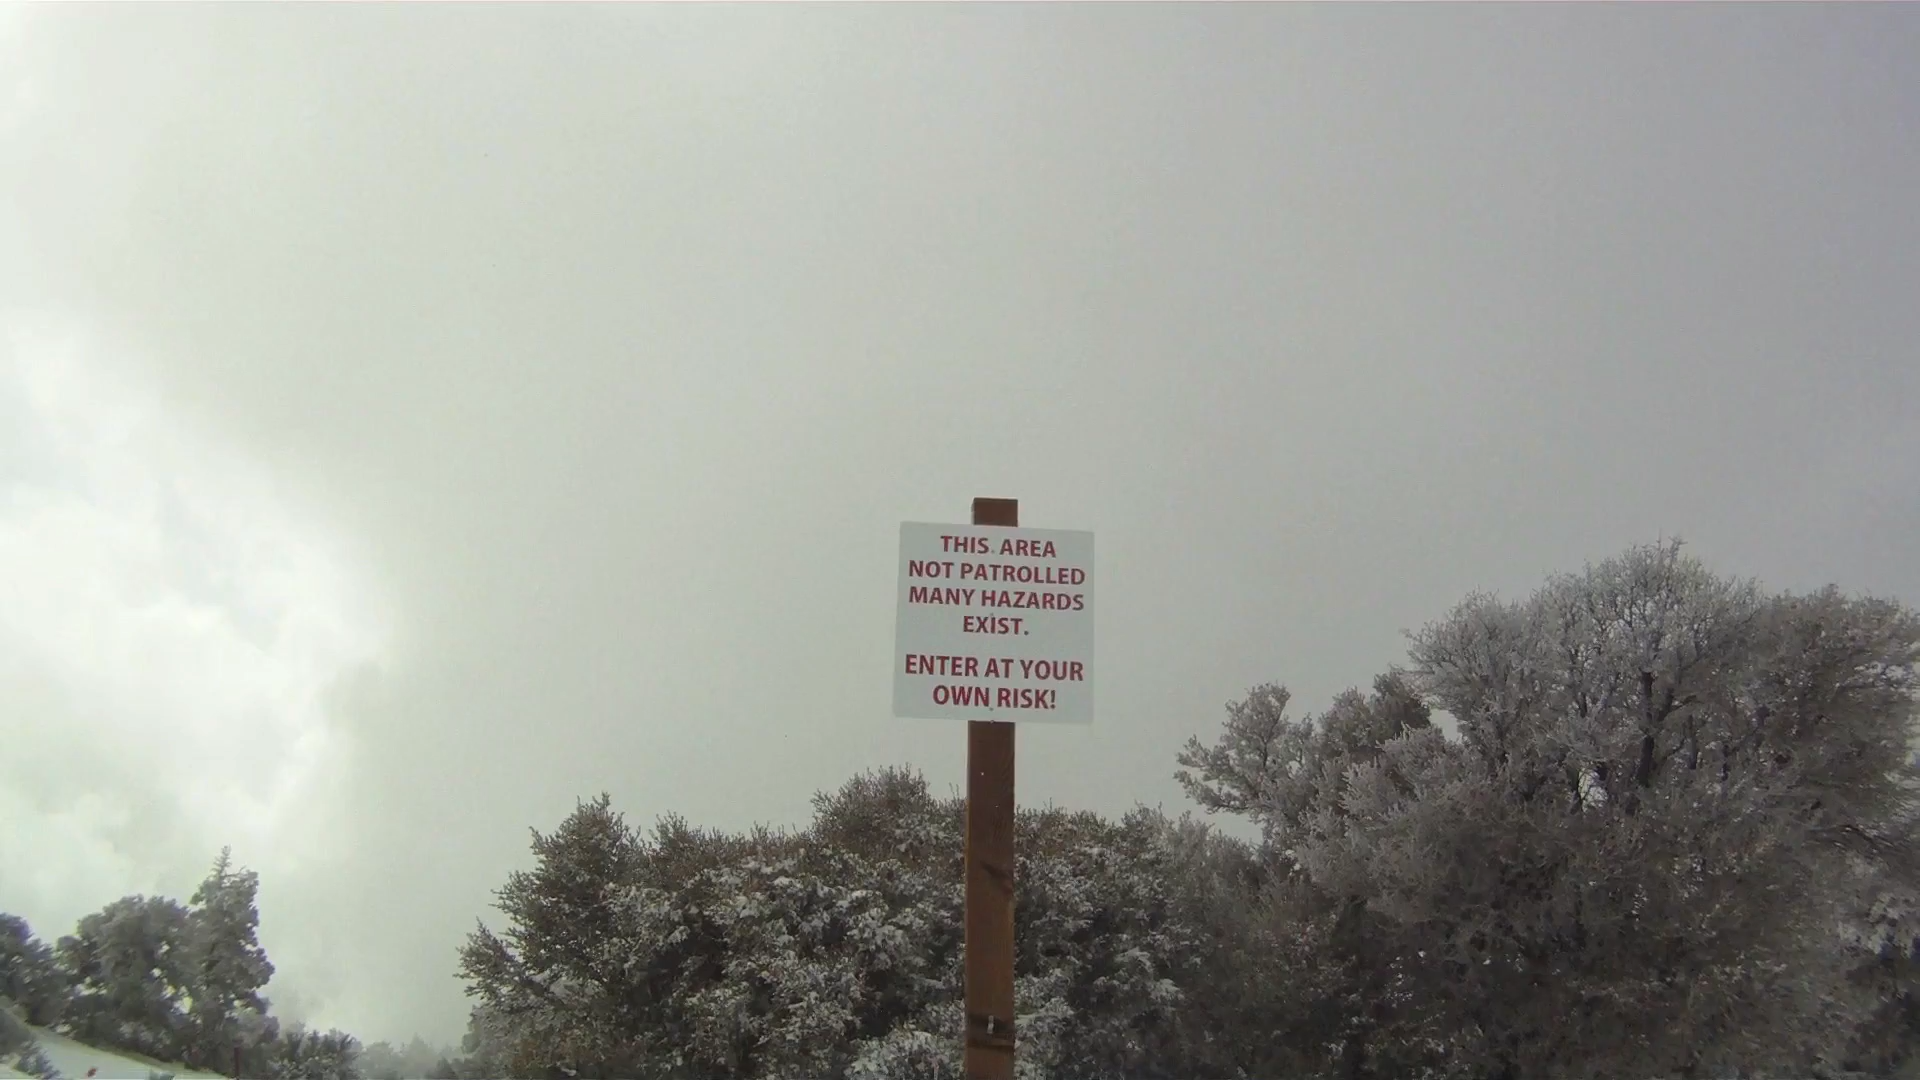 THIS AREA
NOT PATROLLED
MANY HAZARDS
EXIST.
ENTER AT YOUR
OWN RISK!